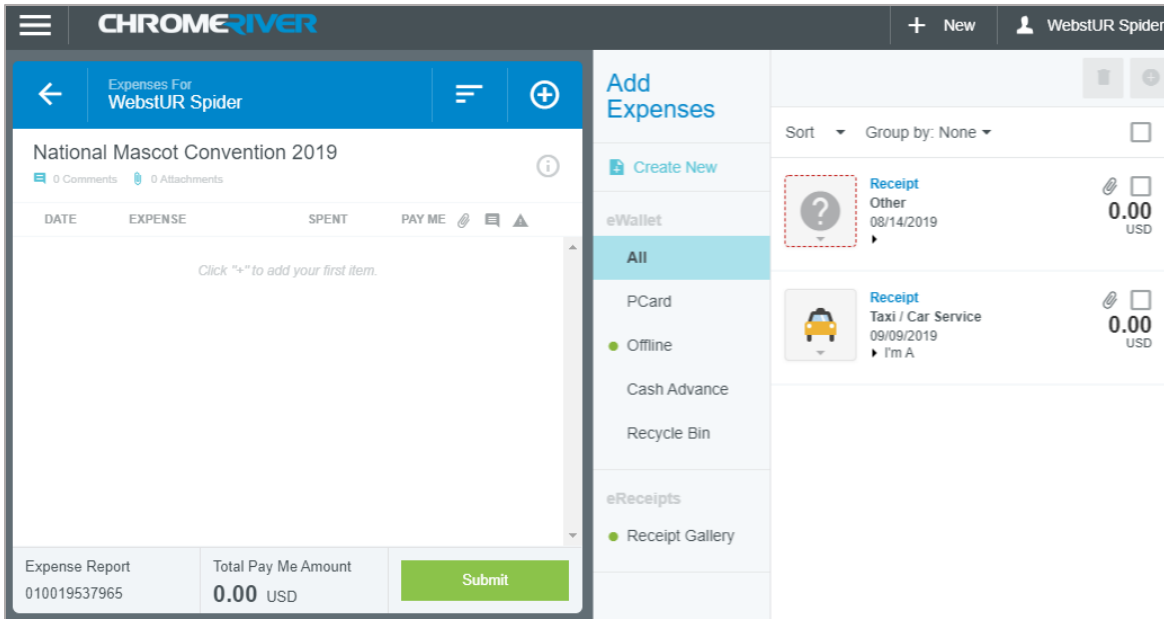 CHROMERIVER
+ New
WebstUR Spider
Expenses For
WebstUR Spider
National Mascot Convention 2019
0 Comments
0 Attachments
DATE
EXPENSE
SPENT
PAY ME
Click "+" to add your first item.
Expense Report
010019537965
Total Pay Me Amount
0.00 USD
Submit
Add
Expenses
Create New
eWallet
All
PCard
Offline
Cash Advance
Recycle Bin
eReceipts
Receipt Gallery
Sort
Group by: None
Receipt
Other
08/14/2019
0.00
USD
Receipt
Taxi / Car Service
09/09/2019
I'm A
0.00
USD